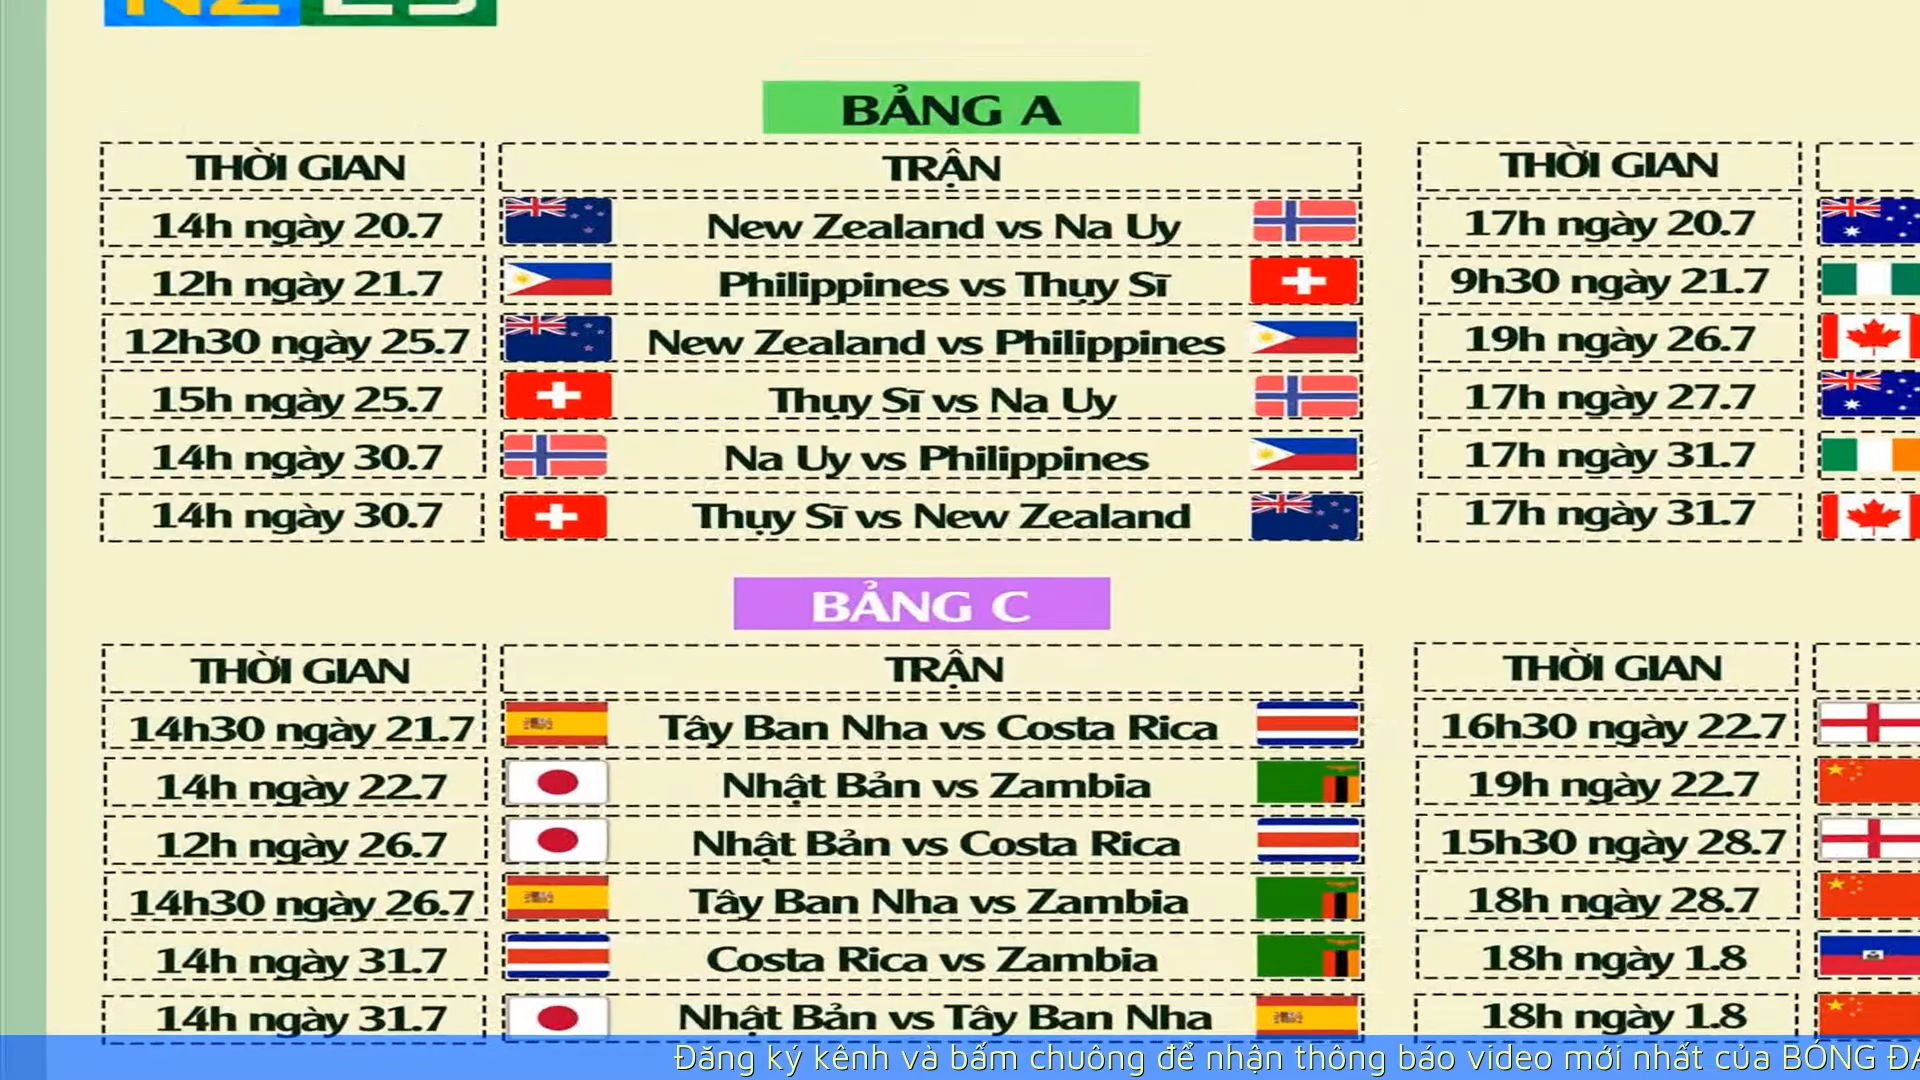 BẢNG A
THỜI GIAN TRẬN THỜI GIAN
14h ngày 20.7 New Zealand vs Na Uy 17h ngày 20.7
12h ngày 21.7 Philippines vs Thụy Sĩ 9h30 ngày 21.7
12h30 ngày 25.7 New Zealand vs Philippines 19h ngày 26.7
15h ngày 25.7 Thụy Sĩ vs Na Uy 17h ngày 27.7
14h ngày 30.7 Na Uy vs Philippines 17h ngày 31.7
14h ngày 30.7 Thụy Sĩ vs New Zealand 17h ngày 31.7
BẢNG C
THỜI GIAN TRẬN THỜI GIAN
14h30 ngày 21.7 Tây Ban Nha vs Costa Rica 16h30 ngày 22.7
14h ngày 22.7 Nhật Bản vs Zambia 19h ngày 22.7
12h ngày 26.7 Nhật Bản vs Costa Rica 15h30 ngày 28.7
14h30 ngày 26.7 Tây Ban Nha vs Zambia 18h ngày 28.7
14h ngày 31.7 Costa Rica vs Zambia 18h ngày 1.8
14h ngày 31.7 Nhật Bản vs Tây Ban Nha 18h ngày 1.8
Đăng ký kênh và bấm chuông để nhận thông báo video mới nhất của BÓNG